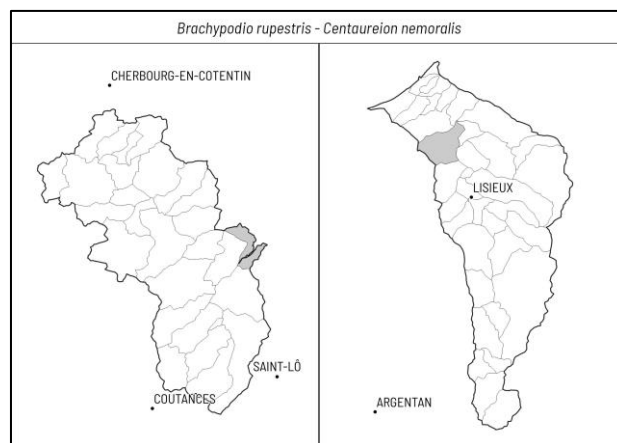 Brachypodio rupestris - Centaureion nemoralis
CHERBOURG-EN-COTENTIN
SAINT-LÔ
COUTANCES
LISIEUX
ARGENTAN